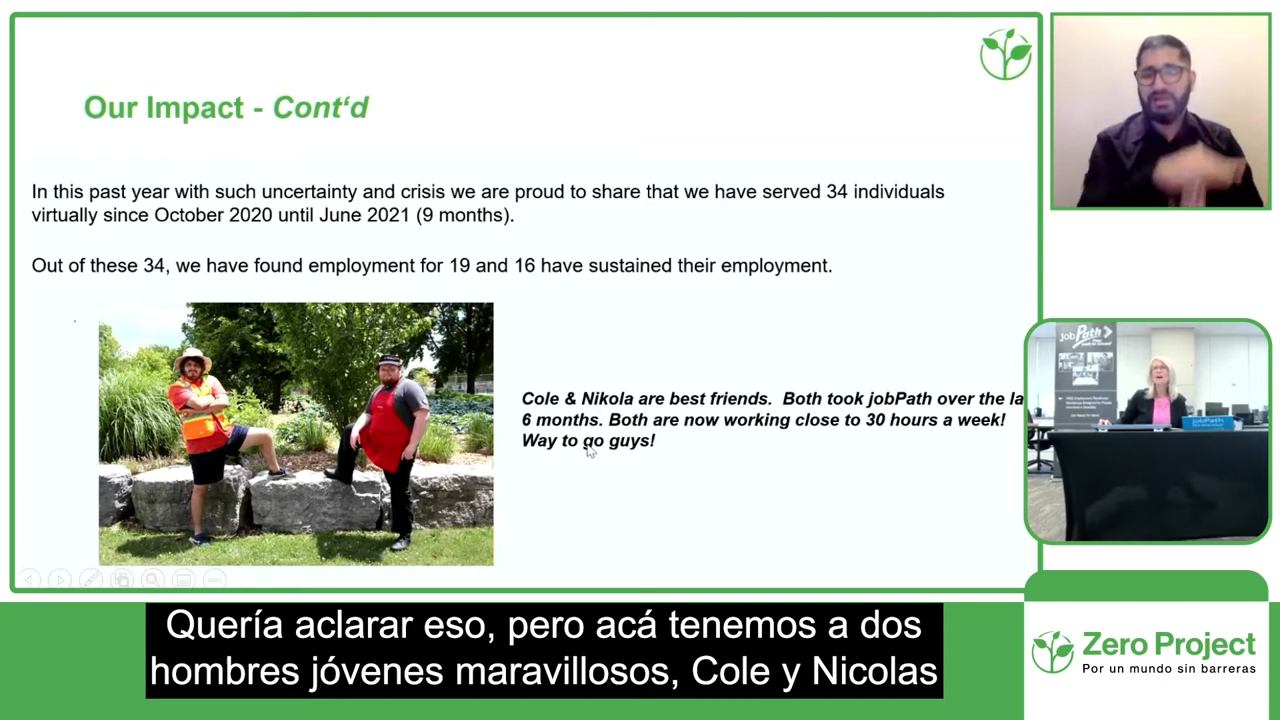 Our Impact - Cont‘d
In this past year with such uncertainty and crisis we are proud to share that we have served 34 individuals
virtually since October 2020 until June 2021 (9 months).
Out of these 34, we have found employment for 19 and 16 have sustained their employment.
Cole & Nikola are best friends. Both took jobPath over the la
6 months. Both are now working close to 30 hours a week!
Way to go guys!
jobPath
jobPath
Quería aclarar eso, pero acá tenemos a dos
hombres jóvenes maravillosos, Cole y Nicolas
Zero Project
Por un mundo sin barreras